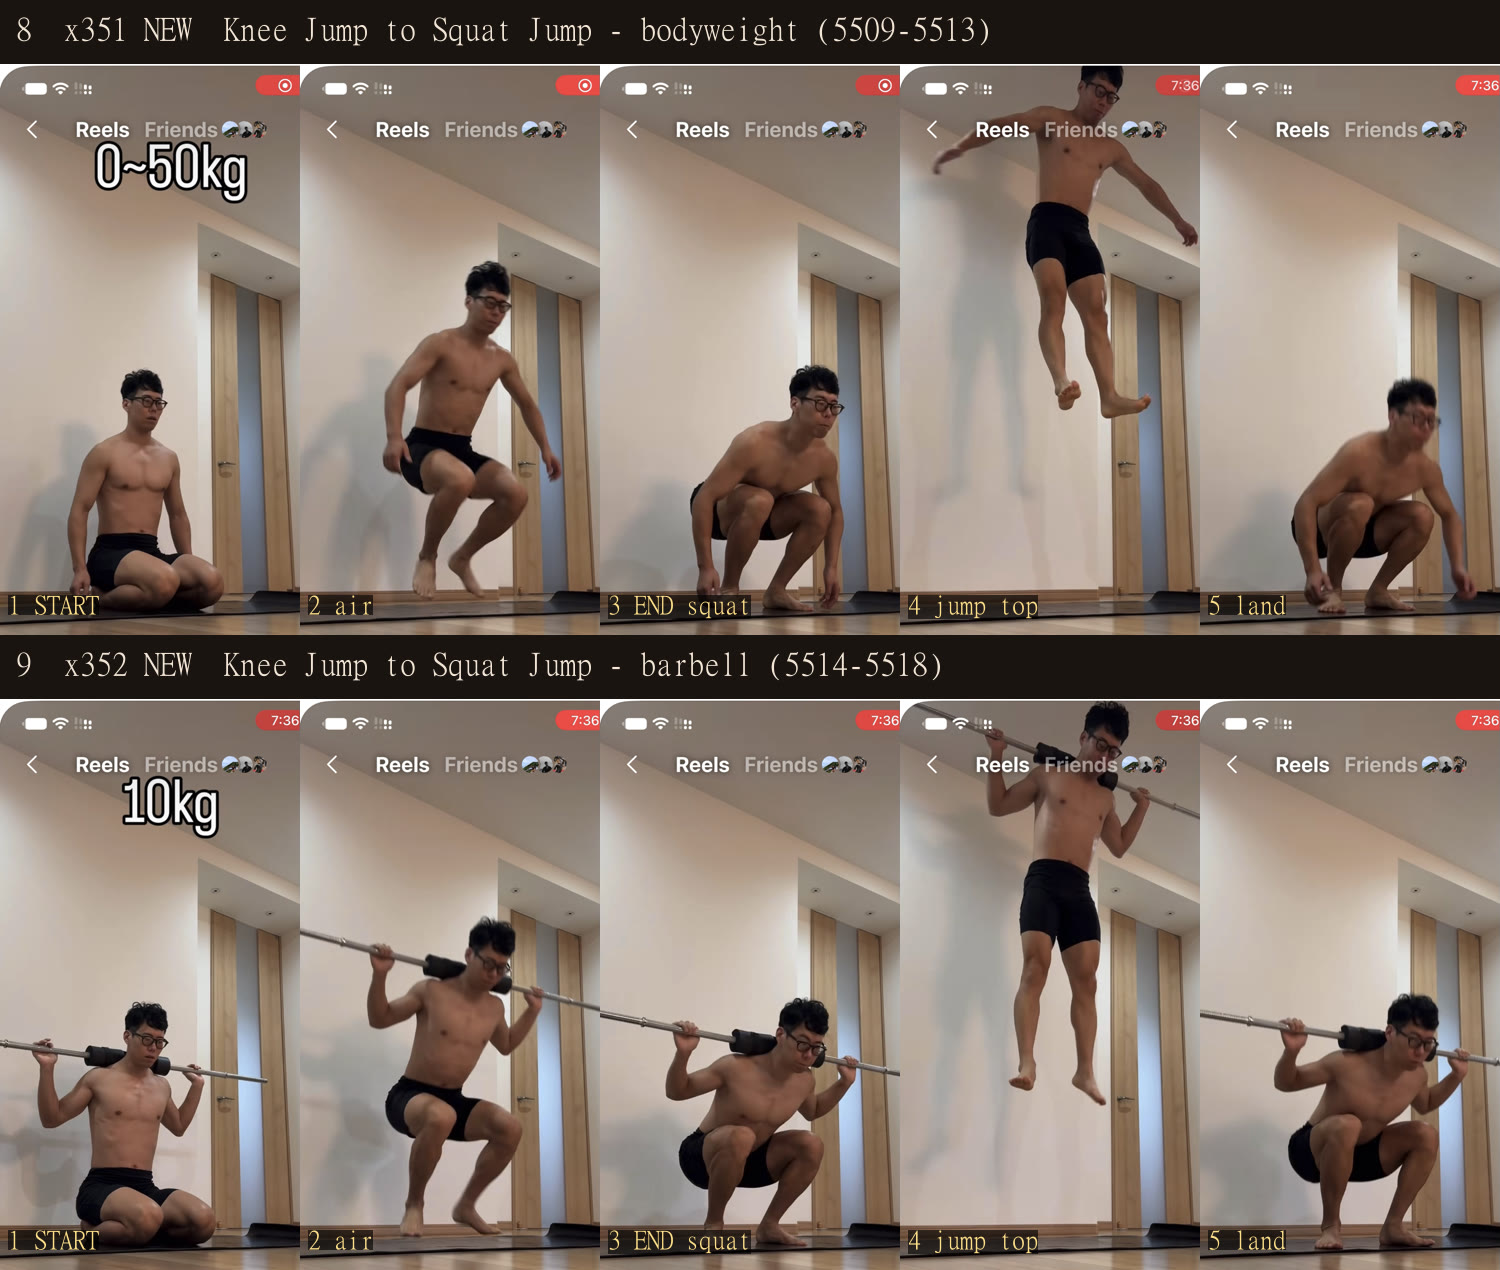 8 x351 NEW Knee Jump to Squat Jump - bodyweight (5509-5513)
7:36
7:36
Reels Friends
Reels Friends
Reels Friends
Reels Friends
Reels Friends
0~50kg
1 START
2 air
3 END squat
4 jump top
5 land
9 x352 NEW Knee Jump to Squat Jump - barbell (5514-5518)
7:36
7:36
7:36
7:36
7:36
Reels Friends
Reels Friends
Reels Friends
Reels Friends
Reels Friends
10kg
1 START
2 air
3 END squat
4 jump top
5 land